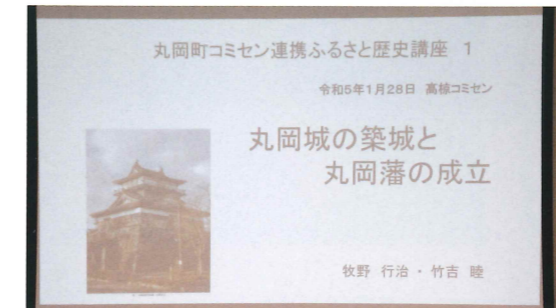 丸岡町コミセン連携ふるさと歴史講座 1
令和5年1月28日 高椋コミセン
丸岡城の築城と
丸岡藩の成立
牧野 行治・竹吉 睦